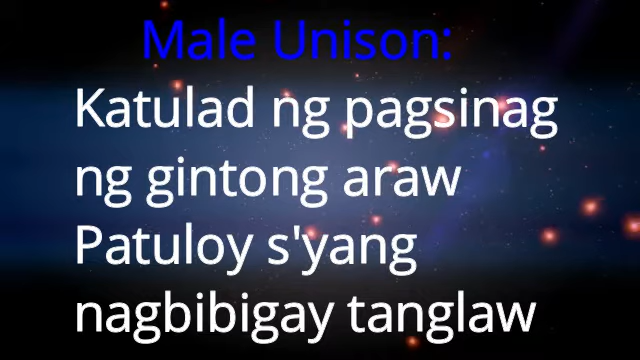 Male Unison:
Katulad ng pagsinag
ng gintong araw
Patuloy s'yang
nagbibigay tanglaw